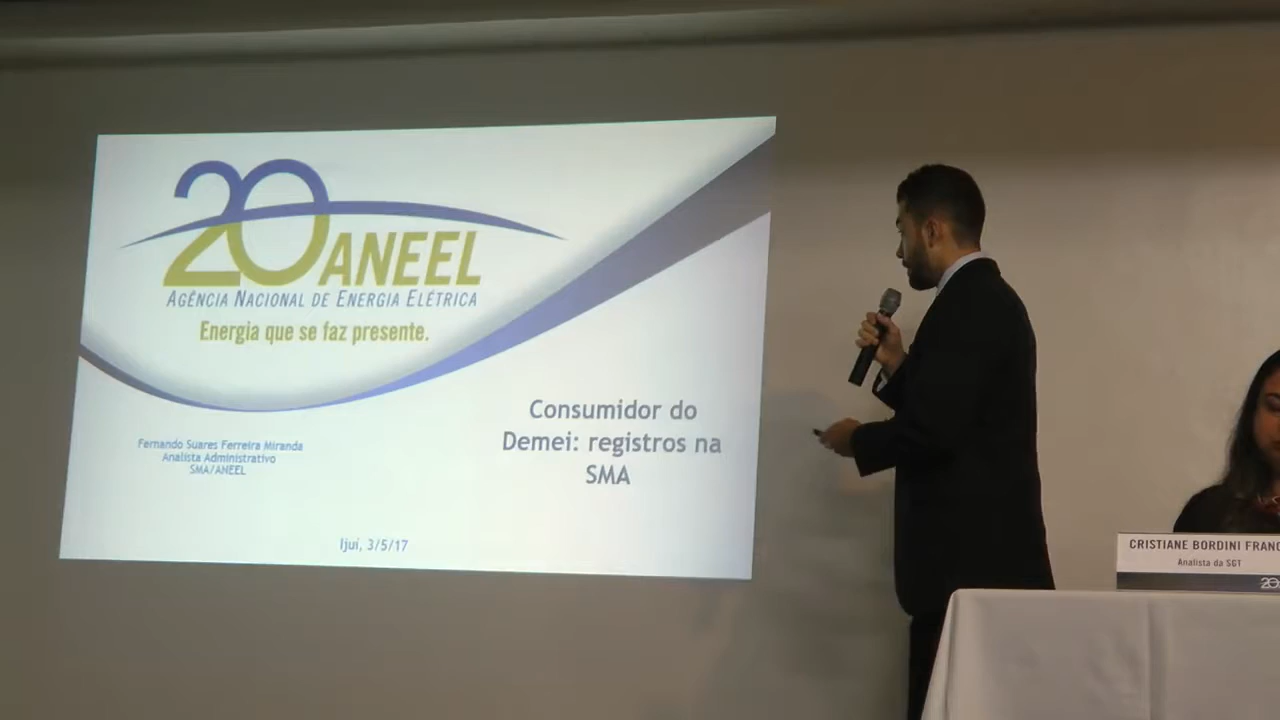 20 ANEEL
AGÊNCIA NACIONAL DE ENERGIA ELÉTRICA
Energia que se faz presente.
Consumidor do
Demei: registros na
SMA
Fernando Suares Ferreira Miranda
Analista Administrativo
SMA/ANEEL
Ijuí, 3/5/17
CRISTIANE BORDINI FRANC
Analista da SGT
20